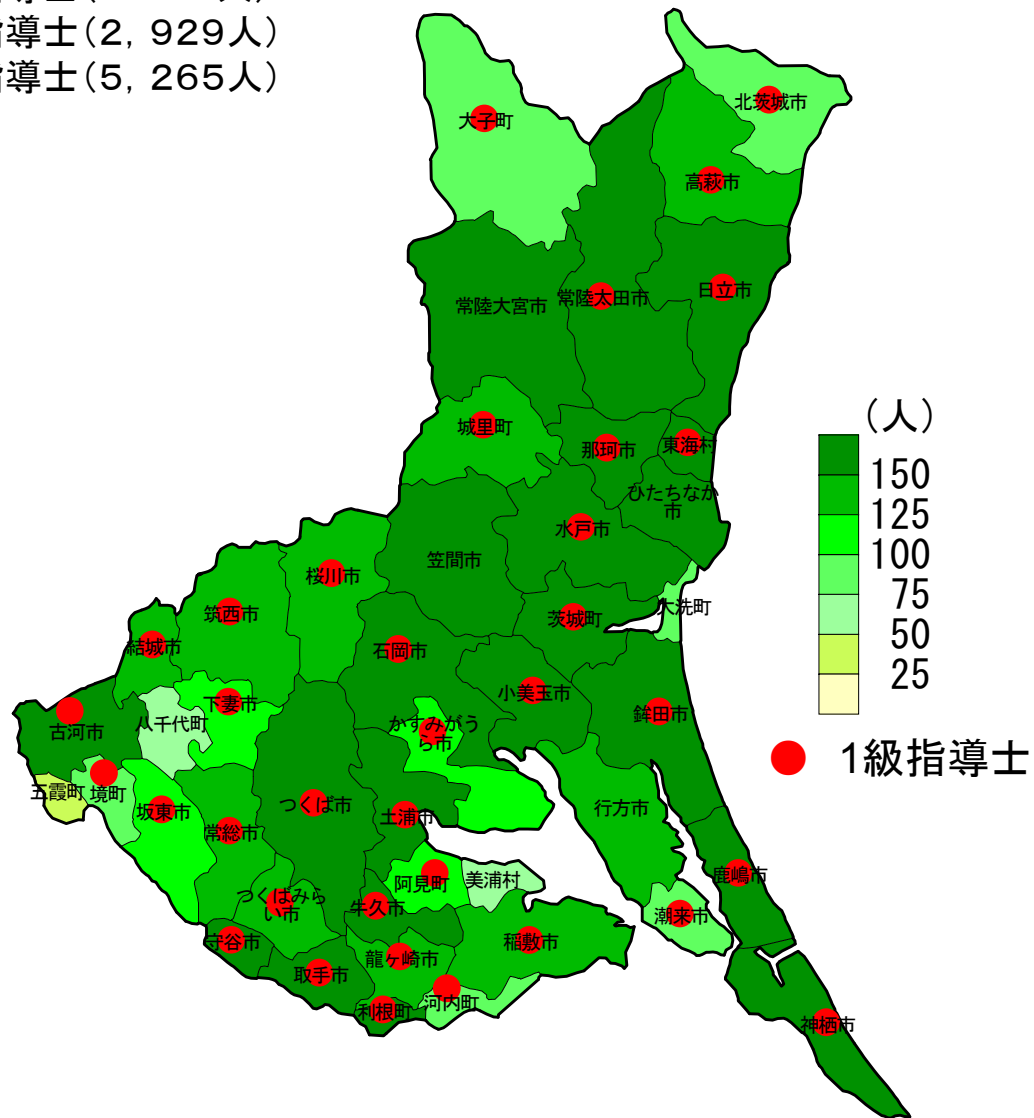 指導士(2,929人)
指導士(5,265人)
北茨城市
大子町
高萩市
日立市
常陸太田市
常陸大宮市
(人)
城里町
那珂市
東海村
150
ひたちなか
市
125
水戸市
100
笠間市
桜川市
75
大洗町
筑西市
茨城町
50
結城市
石岡市
25
小美玉市
下妻市
鉾田市
八千代町
かすみがう
ら市
古河市
1級指導士
五霞町
境町
つくば市
行方市
坂東市
土浦市
常総市
鹿嶋市
阿見町
美浦村
つくばみら
い市
牛久市
潮来市
守谷市
稲敷市
龍ヶ崎市
取手市
河内町
利根町
神栖市